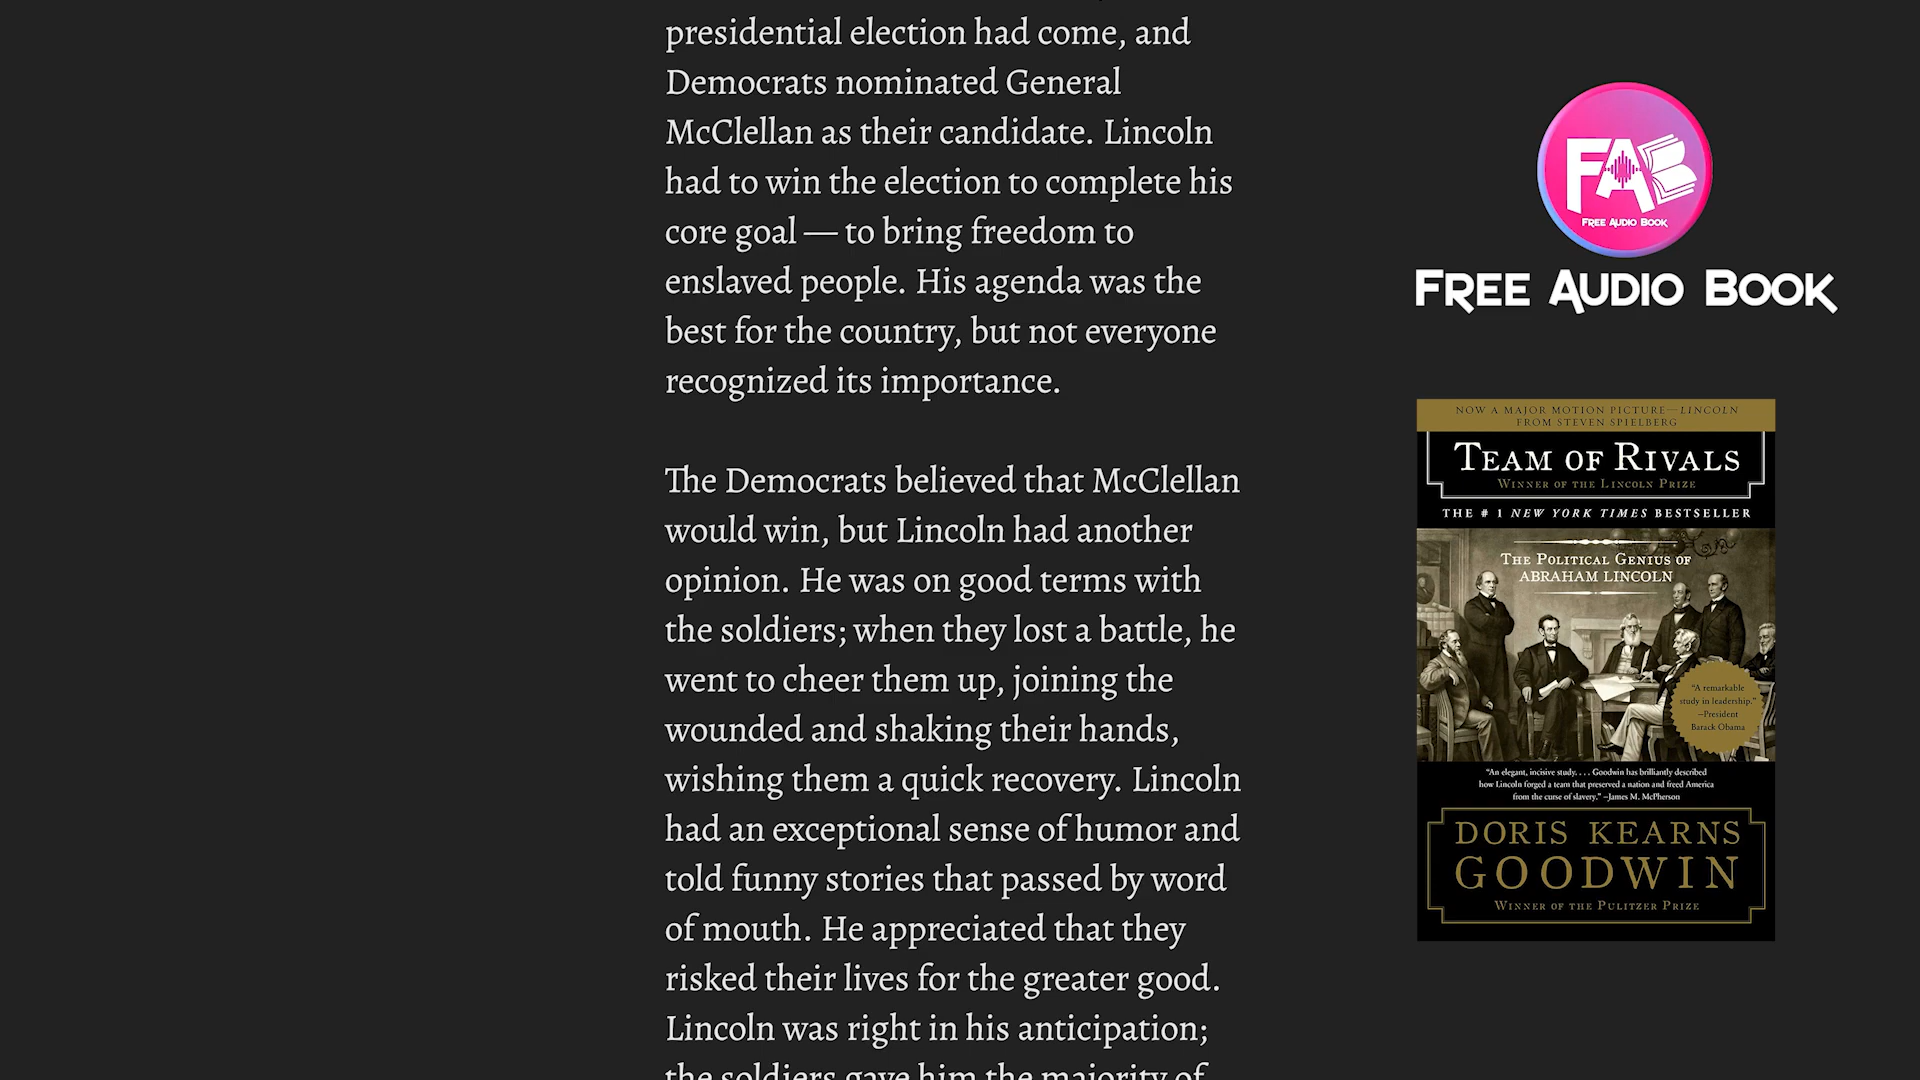 presidential election had come, and
Democrats nominated General
McClellan as their candidate. Lincoln
had to win the election to complete his
core goal — to bring freedom to
enslaved people. His agenda was the
best for the country, but not everyone
recognized its importance.
The Democrats believed that McClellan
would win, but Lincoln had another
opinion. He was on good terms with
the soldiers; when they lost a battle, he
went to cheer them up, joining the
wounded and shaking their hands,
wishing them a quick recovery. Lincoln
had an exceptional sense of humor and
told funny stories that passed by word
of mouth. He appreciated that they
risked their lives for the greater good.
Lincoln was right in his anticipation;
the soldiers gave him the majority of
FAB
FREE AUDIO BOOK
FREE AUDIO BOOK
NOW A MAJOR MOTION PICTURE—LINCOLN
FROM STEVEN SPIELBERG
TEAM OF RIVALS
WINNER OF THE LINCOLN PRIZE
THE #1 NEW YORK TIMES BESTSELLER
THE POLITICAL GENIUS OF
ABRAHAM LINCOLN
"A remarkable
study in leadership."
—President
Barack Obama
"An elegant, incisive study. . . . Goodwin has brilliantly described
how Lincoln forged a team that preserved a nation and freed America
from the curse of slavery." —James M. McPherson
DORIS KEARNS
GOODWIN
WINNER OF THE PULITZER PRIZE